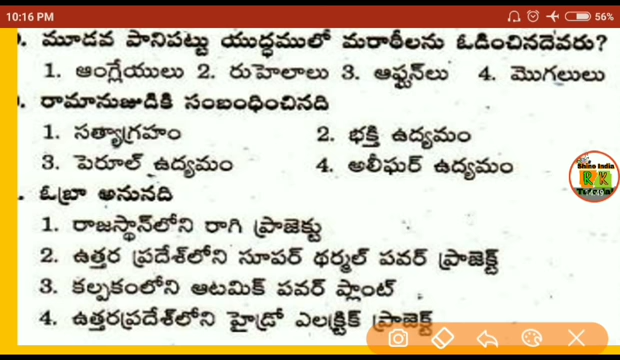 10:16 PM 56%
. మూడవ పానిపట్టు యుద్ధములో మరాఠీలను ఓడించినదెవరు?
1. ఆంగ్లేయులు 2. రుహెలాలు 3. ఆఫ్ఘన్‌లు 4. మొగలులు
. రామానుజుడికి సంబంధించినది
1. సత్యాగ్రహం 2. భక్తి ఉద్యమం
3. పెరూల్ ఉద్యమం 4. అలీఘర్ ఉద్యమం
Shine India
RK
. ఓబ్రా అనునది
1. రాజస్థాన్‌లోని రాగి ప్రాజెక్టు
2. ఉత్తర ప్రదేశ్‌లోని సూపర్ థర్మల్ పవర్ ప్రాజెక్ట్
3. కల్పకంలోని ఆటమిక్ పవర్ ప్లాంట్
4. ఉత్తరప్రదేశ్‌లోని హైడ్రో ఎలక్ట్రిక్ ప్రాజెక్ట్